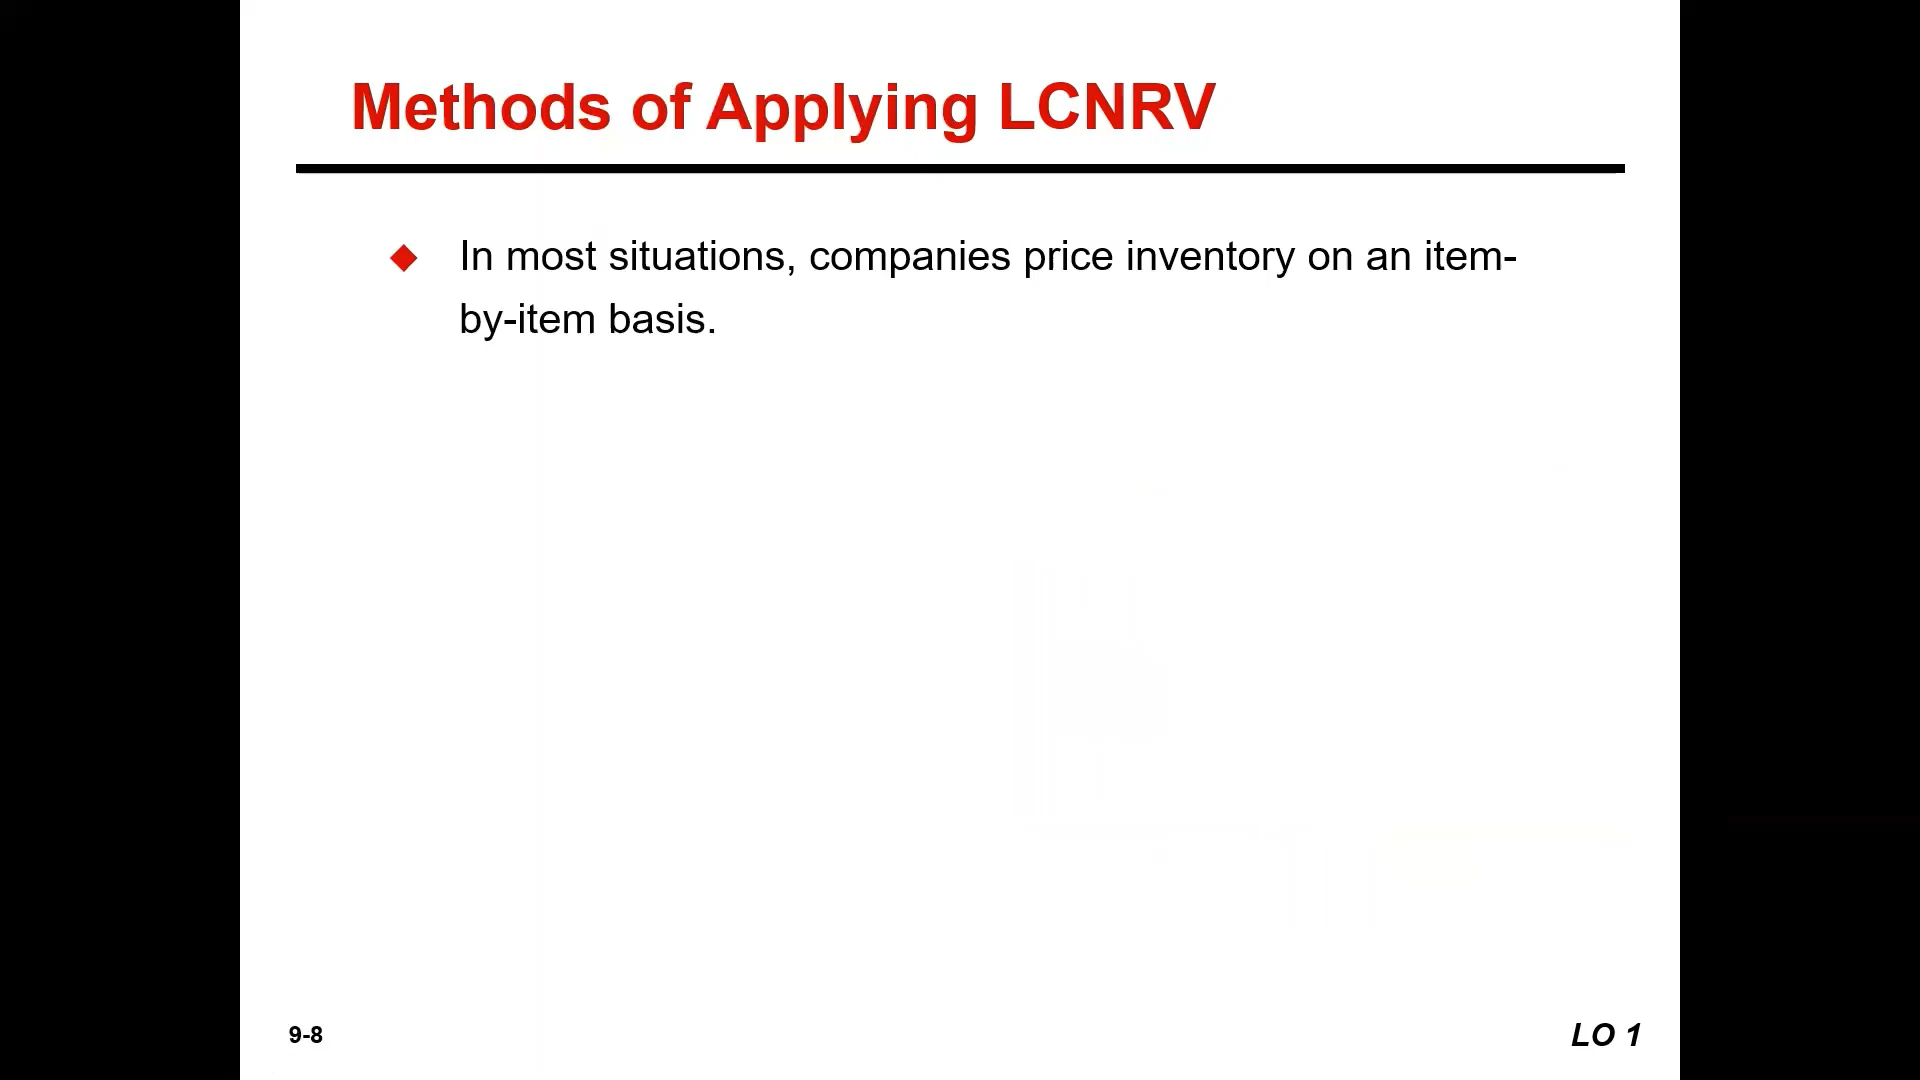 Methods of Applying LCNRV
In most situations, companies price inventory on an item-
by-item basis.
9-8
LO 1